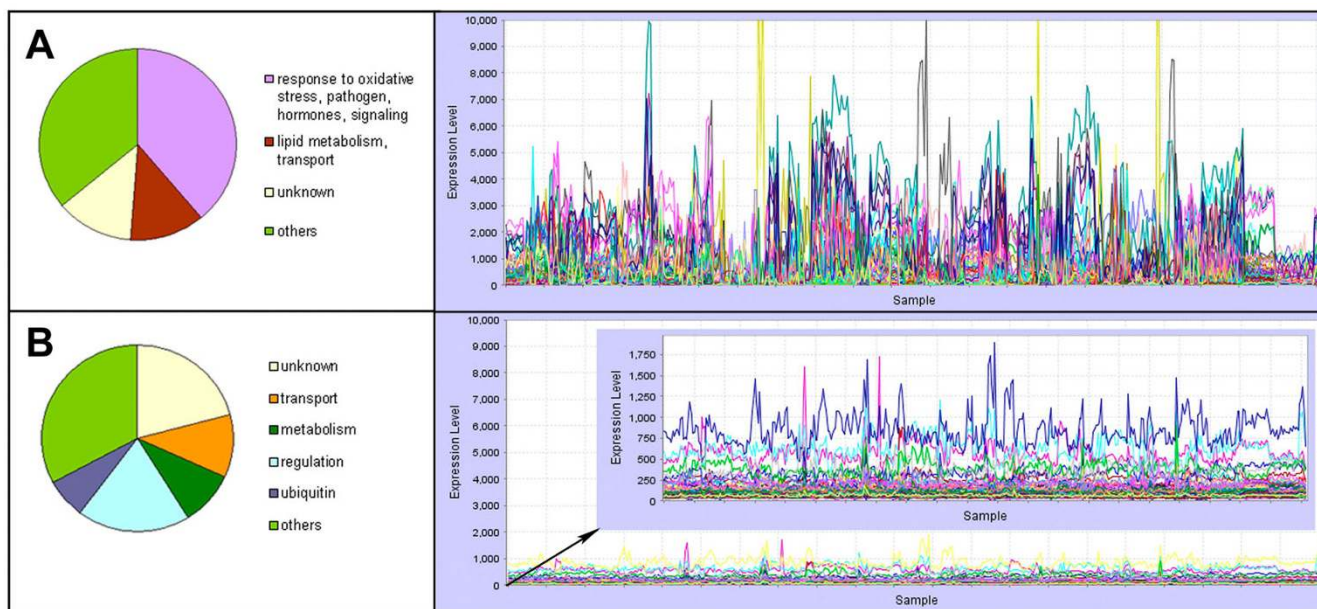 A
response to oxidative
stress, pathogen,
hormones, signaling
lipid metabolism,
transport
unknown
others
10,000
9,000
8,000
7,000
6,000
5,000
4,000
3,000
2,000
1,000
0
Expression Level
Sample
B
unknown
transport
metabolism
regulation
ubiquitin
others
10,000
9,000
8,000
7,000
6,000
5,000
4,000
3,000
2,000
1,000
0
Expression Level
Sample
1,750
1,500
1,250
1,000
750
500
250
0
Expression Level
Sample